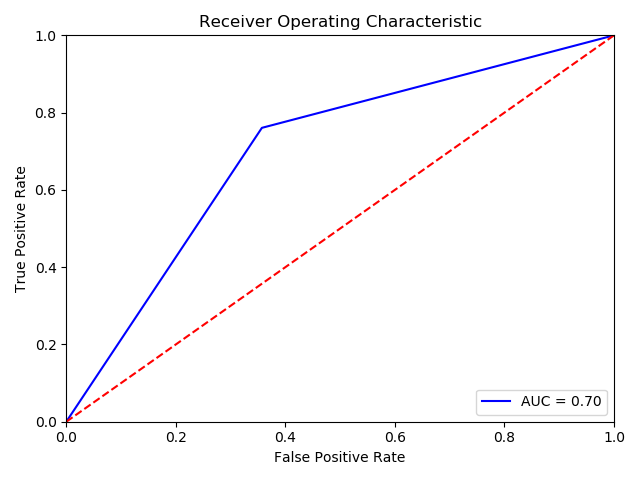 Receiver Operating Characteristic
True Positive Rate
1.0
0.8
0.6
0.4
0.2
0.0
AUC = 0.70
0.0 0.2 0.4 0.6 0.8 1.0
False Positive Rate